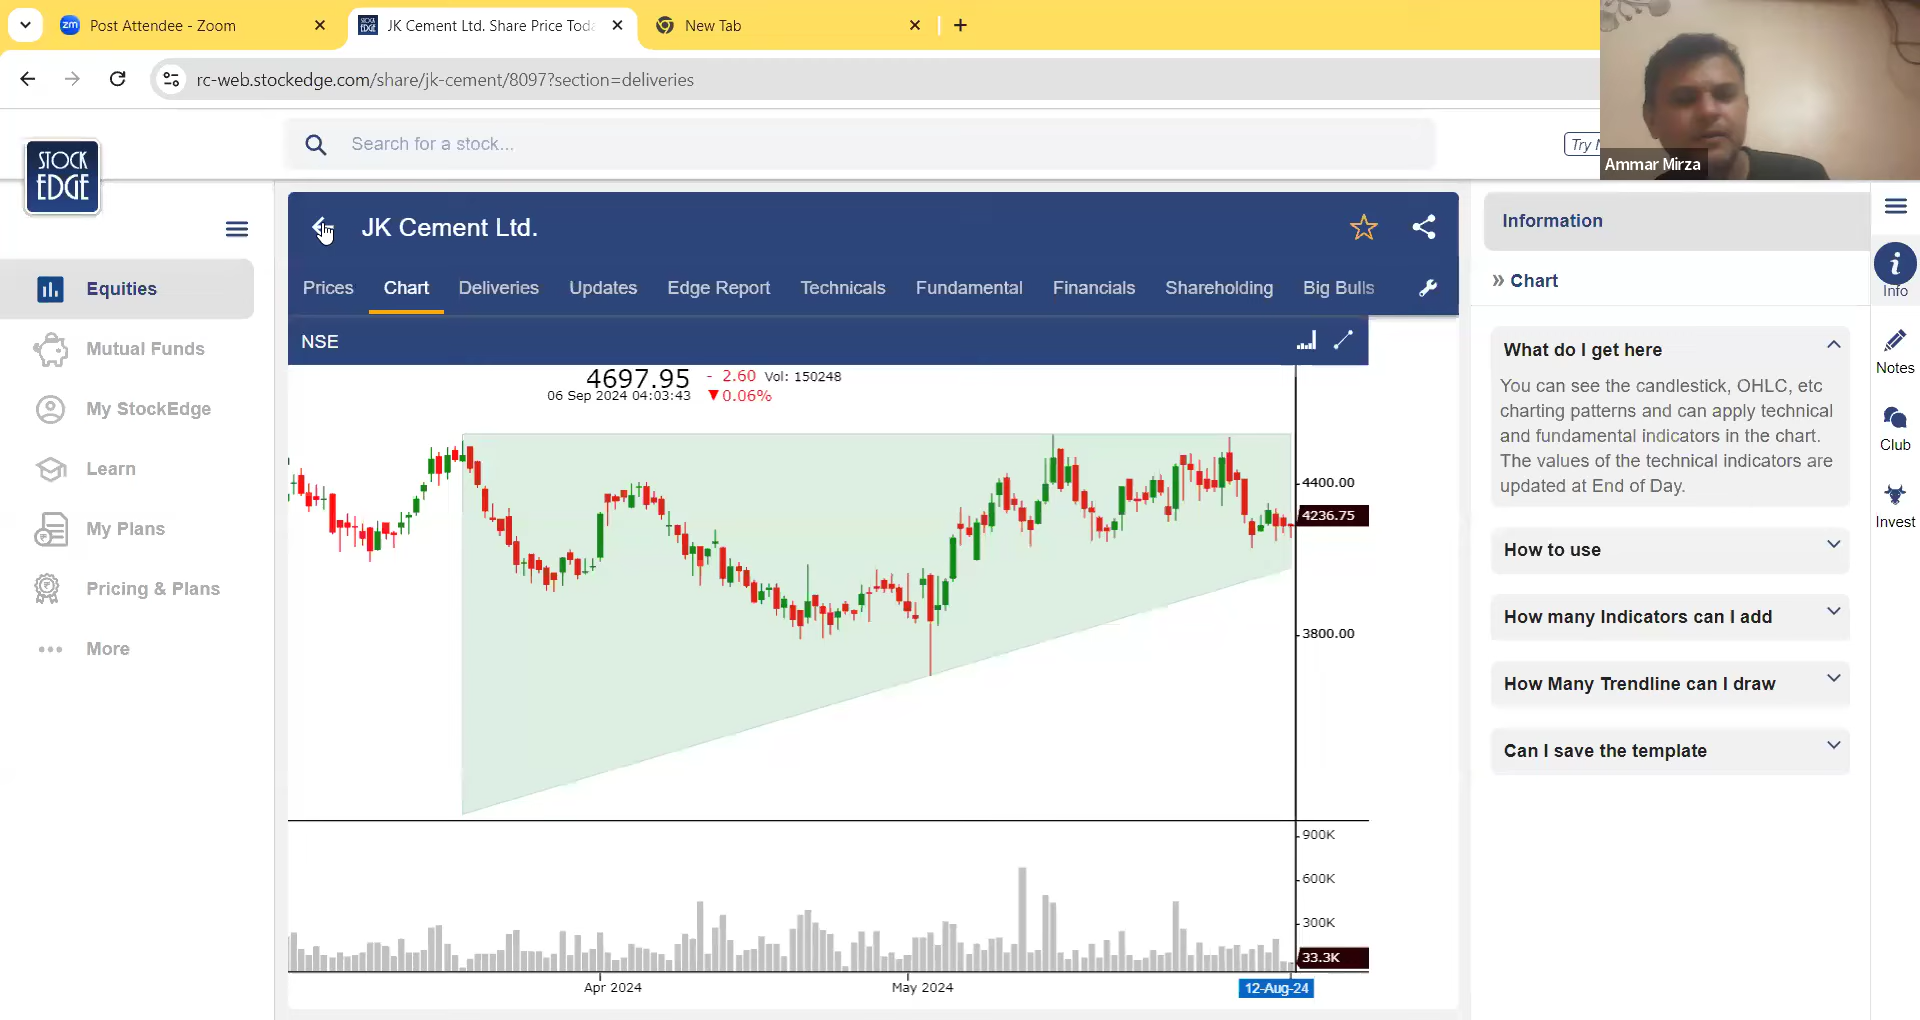 zm Post Attendee - Zoom
STOCK EDGE JK Cement Ltd. Share Price Toda
New Tab
rc-web.stockedge.com/share/jk-cement/8097?section=deliveries
STOCK
EDGE
Search for a stock...
Try
Ammar Mirza
Equities
Mutual Funds
My StockEdge
Learn
My Plans
Pricing & Plans
More
JK Cement Ltd.
Prices Chart Deliveries Updates Edge Report Technicals Fundamental Financials Shareholding Big Bulls
NSE
4697.95 - 2.60 Vol: 150248
06 Sep 2024 04:03:43 ▼0.06%
4400.00
4236.75
3800.00
900K
600K
300K
33.3K
Apr 2024 May 2024 12-Aug-24
Information
» Chart
What do I get here
You can see the candlestick, OHLC, etc
charting patterns and can apply technical
and fundamental indicators in the chart.
The values of the technical indicators are
updated at End of Day.
How to use
How many Indicators can I add
How Many Trendline can I draw
Can I save the template
Info
Notes
Club
Invest